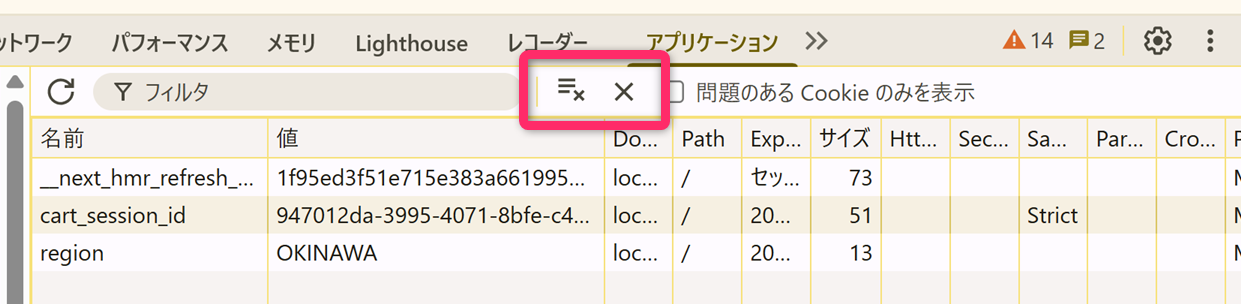 ットワーク パフォーマンス メモリ Lighthouse レコーダー アプリケーション 14 2
フィルタ 問題のある Cookie のみを表示
名前 値 Do... Path Exp... サイズ Htt... Sec... Sa... Par... Cro...
__next_hmr_refresh_... 1f95ed3f51e715e383a661995... loc... / セッ... 73
cart_session_id 947012da-3995-4071-8bfe-c4... loc... / 20... 51 Strict
region OKINAWA loc... / 20... 13